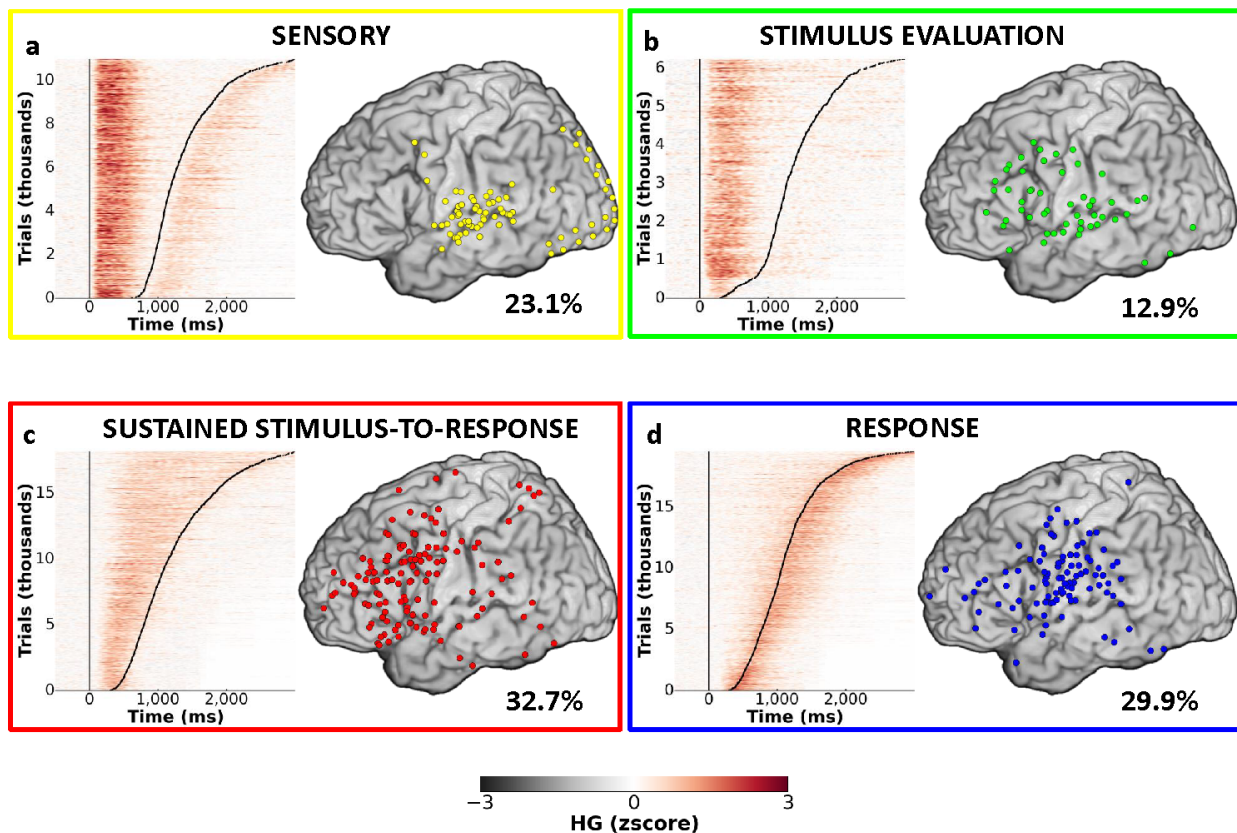 a
SENSORY
Trials (thousands)
10
8
6
4
2
0
0
1,000
2,000
Time (ms)
23.1%
b
STIMULUS EVALUATION
Trials (thousands)
6
5
4
3
2
1
0
0
1,000
2,000
Time (ms)
12.9%
c
SUSTAINED STIMULUS-TO-RESPONSE
Trials (thousands)
15
10
5
0
0
1,000
2,000
Time (ms)
32.7%
d
RESPONSE
Trials (thousands)
15
10
5
0
0
1,000
2,000
Time (ms)
29.9%
−3
0
3
HG (zscore)